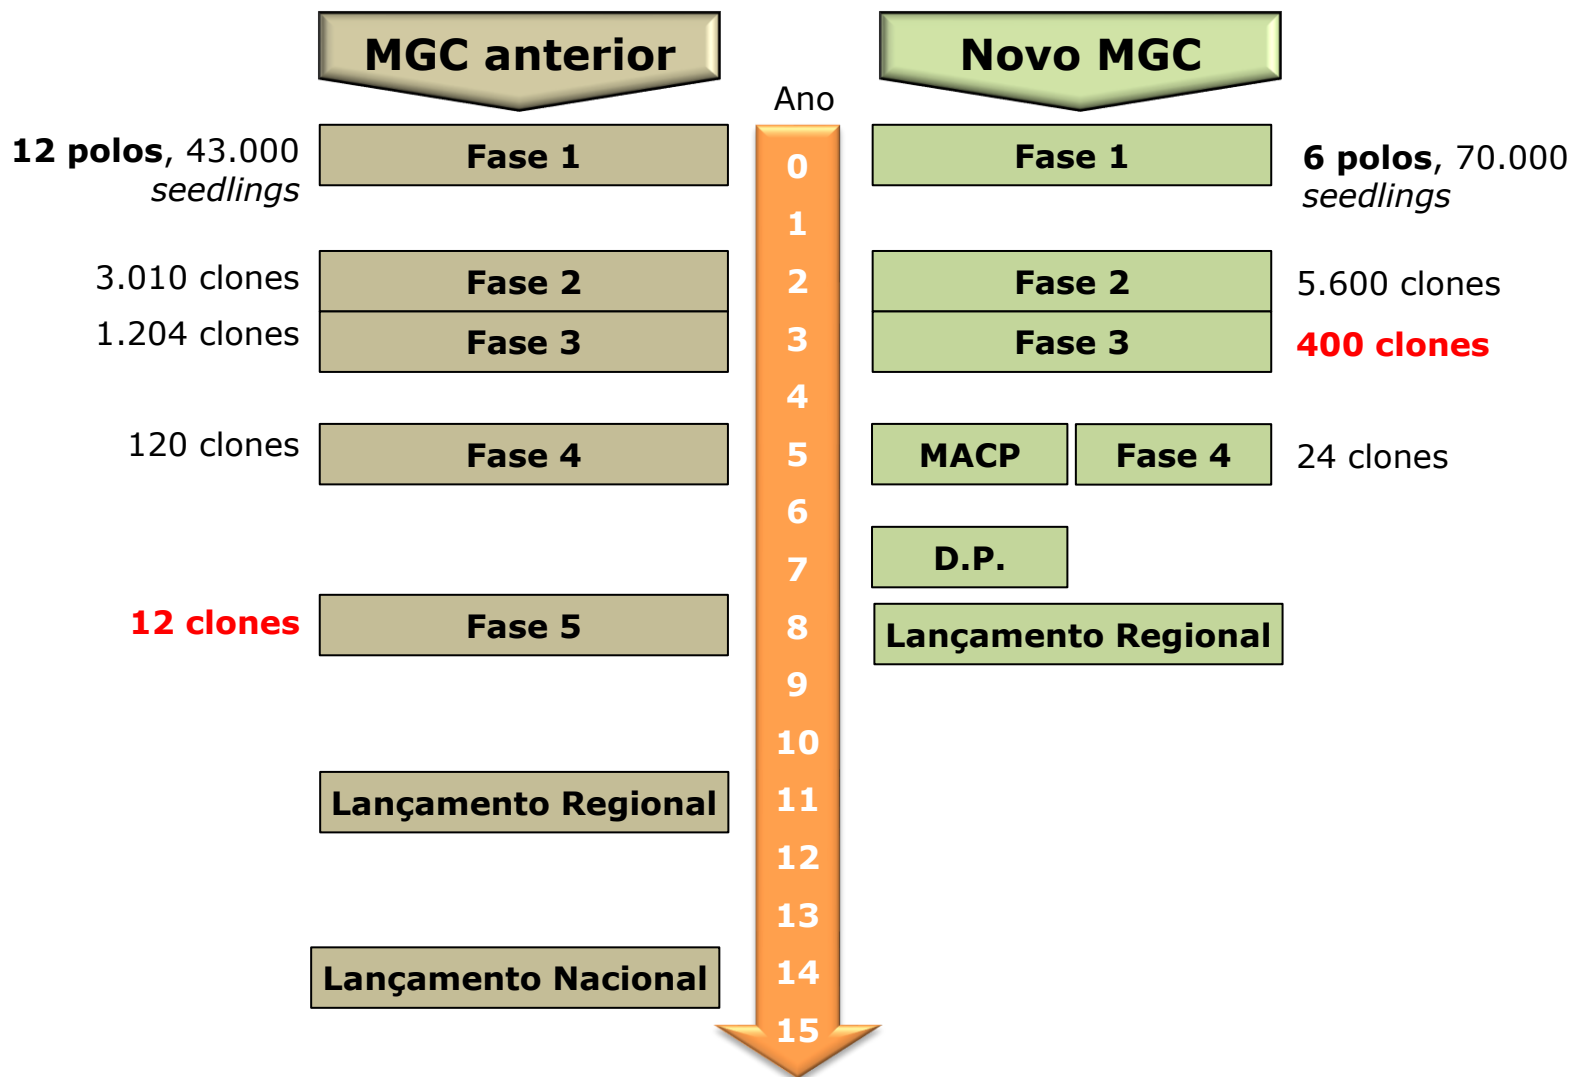 MGC anterior
Novo MGC
Ano
12 polos, 43.000
seedlings
Fase 1
0
Fase 1
6 polos, 70.000
seedlings
1
3.010 clones
Fase 2
2
Fase 2
5.600 clones
1.204 clones
Fase 3
3
Fase 3
400 clones
4
120 clones
Fase 4
5
MACP
Fase 4
24 clones
6
7
D.P.
12 clones
Fase 5
8
Lançamento Regional
9
10
Lançamento Regional
11
12
13
Lançamento Nacional
14
15